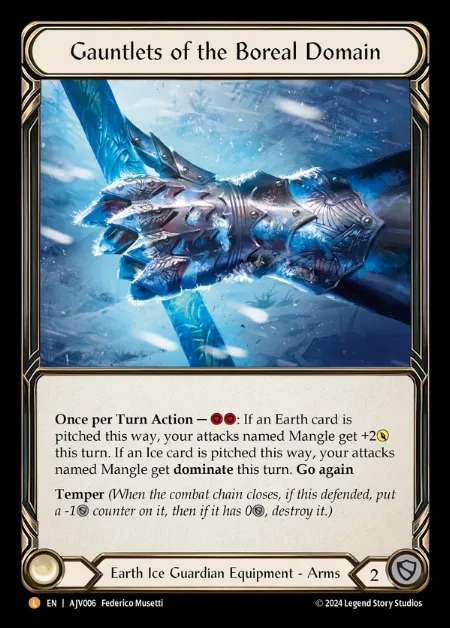 Gauntlets of the Boreal Domain
Once per Turn Action — : If an Earth card is
pitched this way, your attacks named Mangle get +2
this turn. If an Ice card is pitched this way, your attacks
named Mangle get dominate this turn. Go again
Temper (When the combat chain closes, if this defended, put
a -1 counter on it, then if it has 0, destroy it.)
Earth Ice Guardian Equipment - Arms
2
L EN | AJV006 Federico Musetti
© 2024 Legend Story Studios